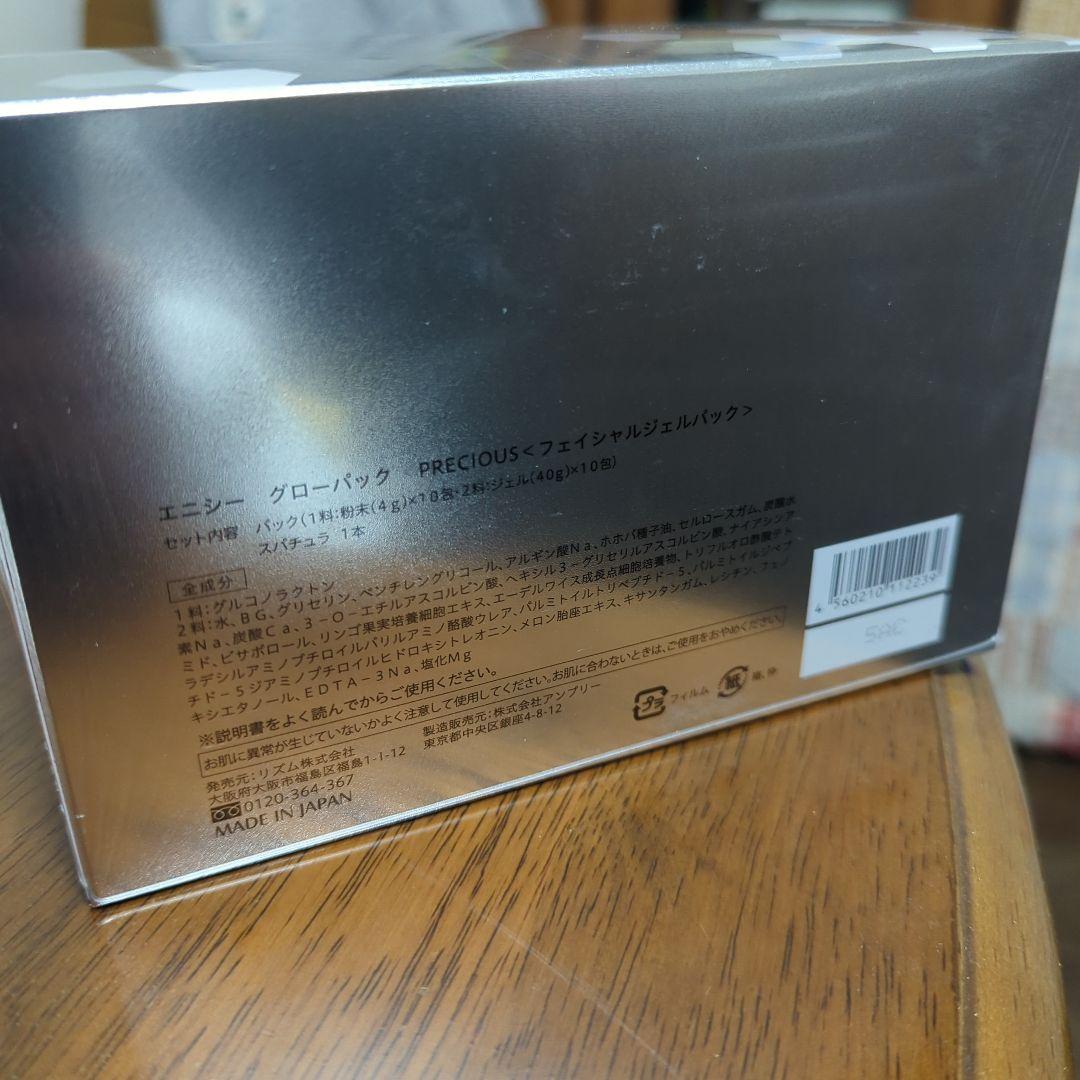 エニシー グローパック PRECIOUS<フェイシャルジェルパック>
セット内容 パック(1料:粉末(4g)×10包・2料:ジェル(40g)×10包)
スパチュラ 1本
全成分
1料:グルコノラクトン
2料:水、BG、グリセリン、ペンチレングリコール、アルギン酸Na、ホホバ種子油、セルロースガム、炭酸水
素Na、炭酸Ca、3-O-エチルアスコルビン酸、ヘキシル3-グリセリルアスコルビン酸、ナイアシンア
ミド、ビサボロール、リンゴ果実培養細胞エキス、エーデルワイス成長点細胞培養物、トリフルオロ酢酸テト
ラデシルアミノブチロイルバリルアミノ酪酸ウレア、パルミトイルトリペプチド-5、パルミトイルジペプ
チド-5ジアミノブチロイルヒドロキシトレオニン、メロン胎座エキス、キサンタンガム、レシチン、フェノ
キシエタノール、EDTA-3Na、塩化Mg
※説明書をよく読んでからご使用ください。
お肌に異常が生じていないかよく注意して使用してください。お肌に合わないときは、ご使用をおやめください。
発売元:リズム株式会社 製造販売元:株式会社アンプリー
大阪府大阪市福島区福島1-1-12 東京都中央区銀座4-8-12
0120-364-367
MADE IN JAPAN
プラ フィルム 紙 箱、分
4 560210 112239
5AC